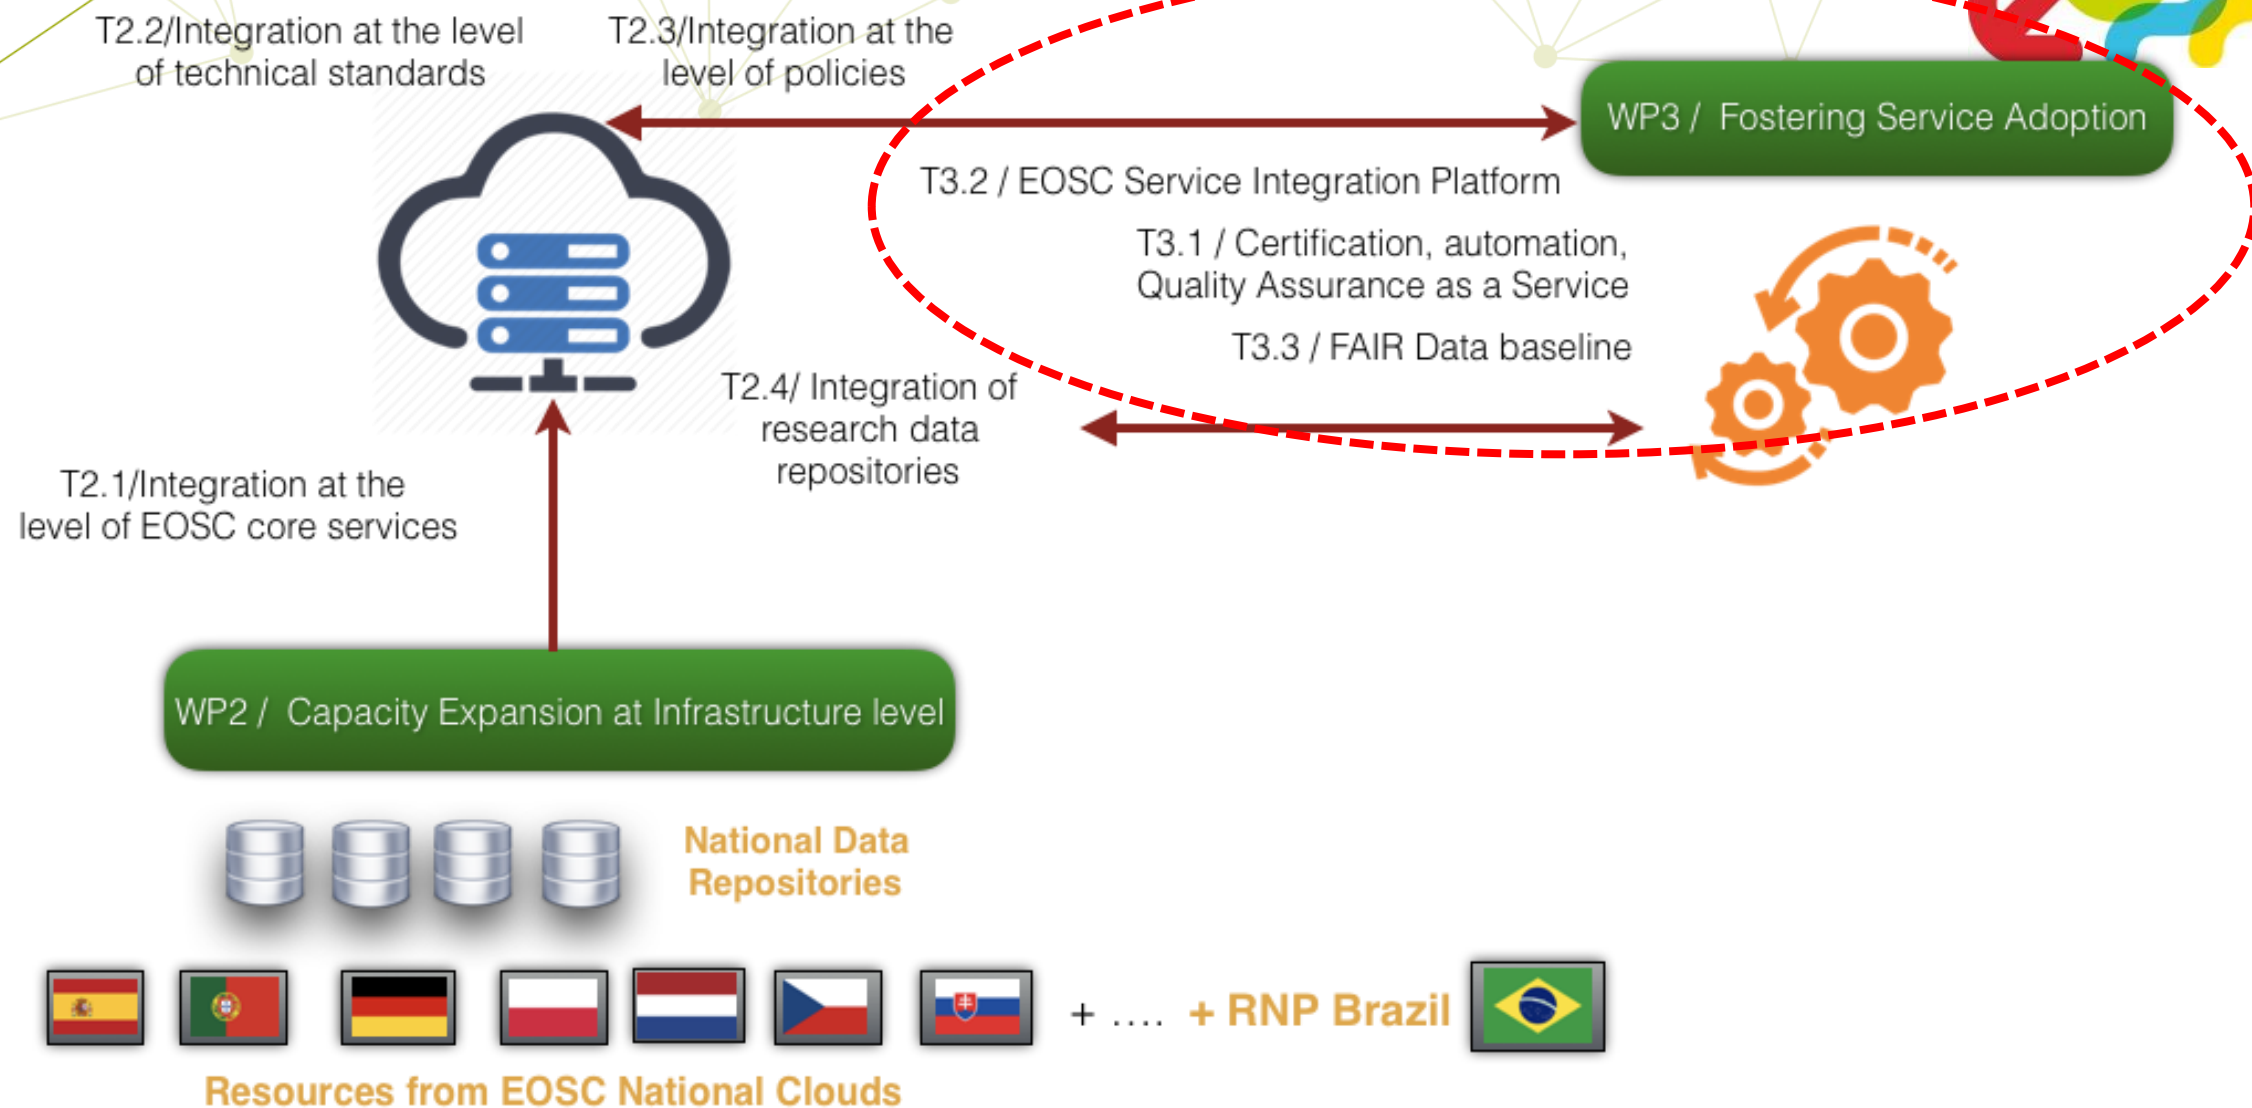 T2.2/Integration at the level
of technical standards
T2.3/Integration at the
level of policies
WP3 /  Fostering Service Adoption
T3.2 / EOSC Service Integration Platform
T3.1 / Certification, automation,
Quality Assurance as a Service
T3.3 / FAIR Data baseline
T2.4/ Integration of
research data
repositories
T2.1/Integration at the
level of EOSC core services
WP2 /  Capacity Expansion at Infrastructure level
National Data
Repositories
+ .... + RNP Brazil
Resources from EOSC National Clouds